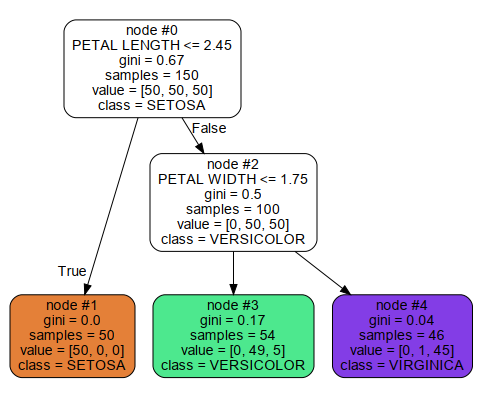 node #0
PETAL LENGTH <= 2.45
gini = 0.67
samples = 150
value = [50, 50, 50]
class = SETOSA
False
node #2
PETAL WIDTH <= 1.75
gini = 0.5
samples = 100
value = [0, 50, 50]
class = VERSICOLOR
True
node #1
gini = 0.0
samples = 50
value = [50, 0, 0]
class = SETOSA
node #3
gini = 0.17
samples = 54
value = [0, 49, 5]
class = VERSICOLOR
node #4
gini = 0.04
samples = 46
value = [0, 1, 45]
class = VIRGINICA